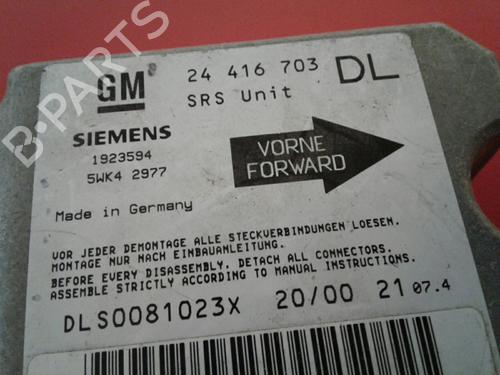 GM ® 24 416 703 DL
SRS Unit
SIEMENS
1923594
5WK4 2977
VORNE
FORWARD
Made in Germany
VOR JEDER DEMONTAGE ALLE STECKVERBINDUNGEN LOESEN.
MONTAGE NUR NACH EINBAUANLEITUNG.
BEFORE EVERY DISASSEMBLY, DETACH ALL CONNECTORS.
ASSEMBLE STRICTLY ACCORDING TO MANUAL INSTRUCTIONS.
DLS0081023X 20/00 21 07.4
B-PARTS